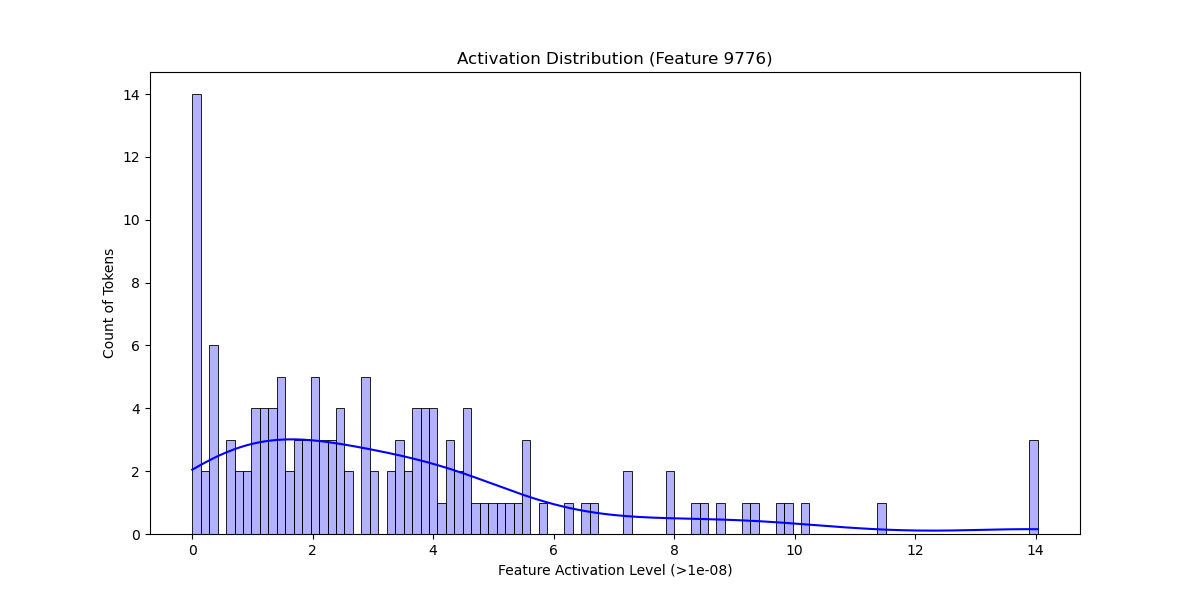 Activation Distribution (Feature 9776)
14
12
10
8
6
4
2
0
Count of Tokens
0 2 4 6 8 10 12 14
Feature Activation Level (>1e-08)